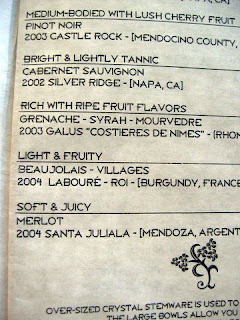 MEDIUM-BODIED WITH LUSH CHERRY FRUIT
PINOT NOIR
2003 CASTLE ROCK - [MENDOCINO COUNTY,
BRIGHT & LIGHTLY TANNIC
CABERNET SAUVIGNON
2002 SILVER RIDGE - [NAPA, CA]
RICH WITH RIPE FRUIT FLAVORS
GRENACHE - SYRAH - MOURVEDRE
2003 GALUS "COSTIERES DE NIMES" - [RHON
LIGHT & FRUITY
BEAUJOLAIS - VILLAGES
2004 LABOURÉ - ROI - [BURGUNDY, FRANCE
SOFT & JUICY
MERLOT
2004 SANTA JULIALA - [MENDOZA, ARGENT
OVER-SIZED CRYSTAL STEMWARE IS USED TO
THE LARGE BOWLS ALLOW YOU